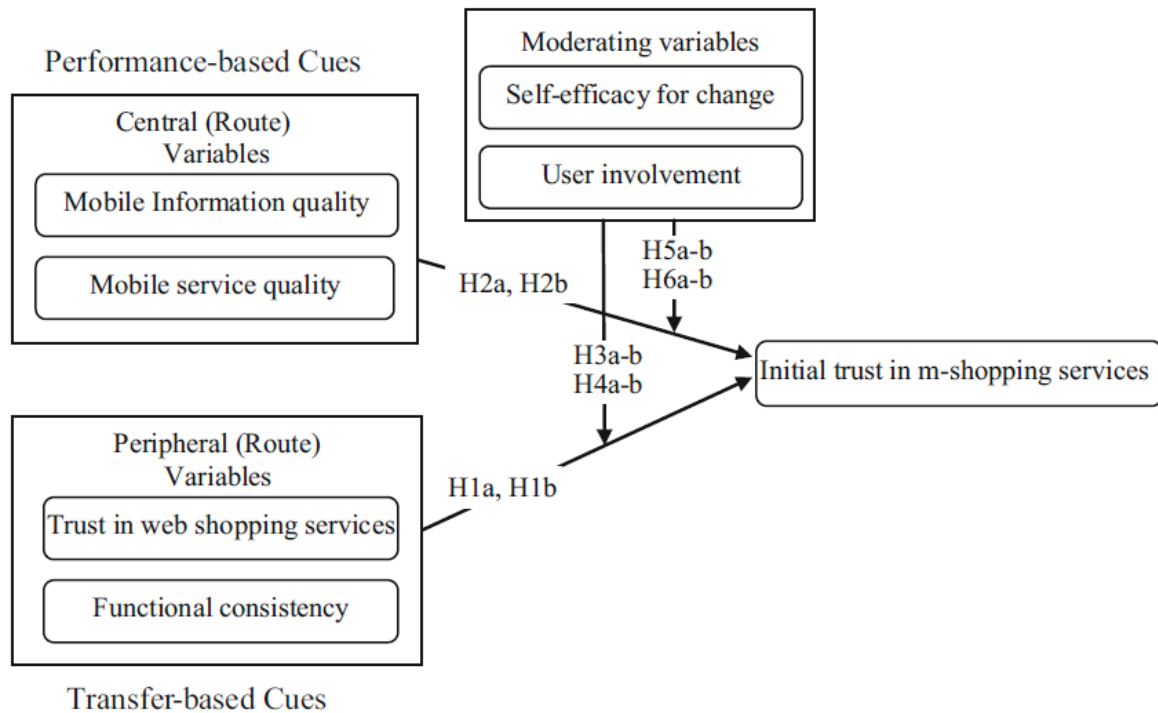 Performance-based Cues
Central (Route)
Variables
Mobile Information quality
Mobile service quality
Moderating variables
Self-efficacy for change
User involvement
H2a, H2b
H5a-b
H6a-b
H3a-b
H4a-b
Initial trust in m-shopping services
Peripheral (Route)
Variables
Trust in web shopping services
Functional consistency
H1a, H1b
Transfer-based Cues